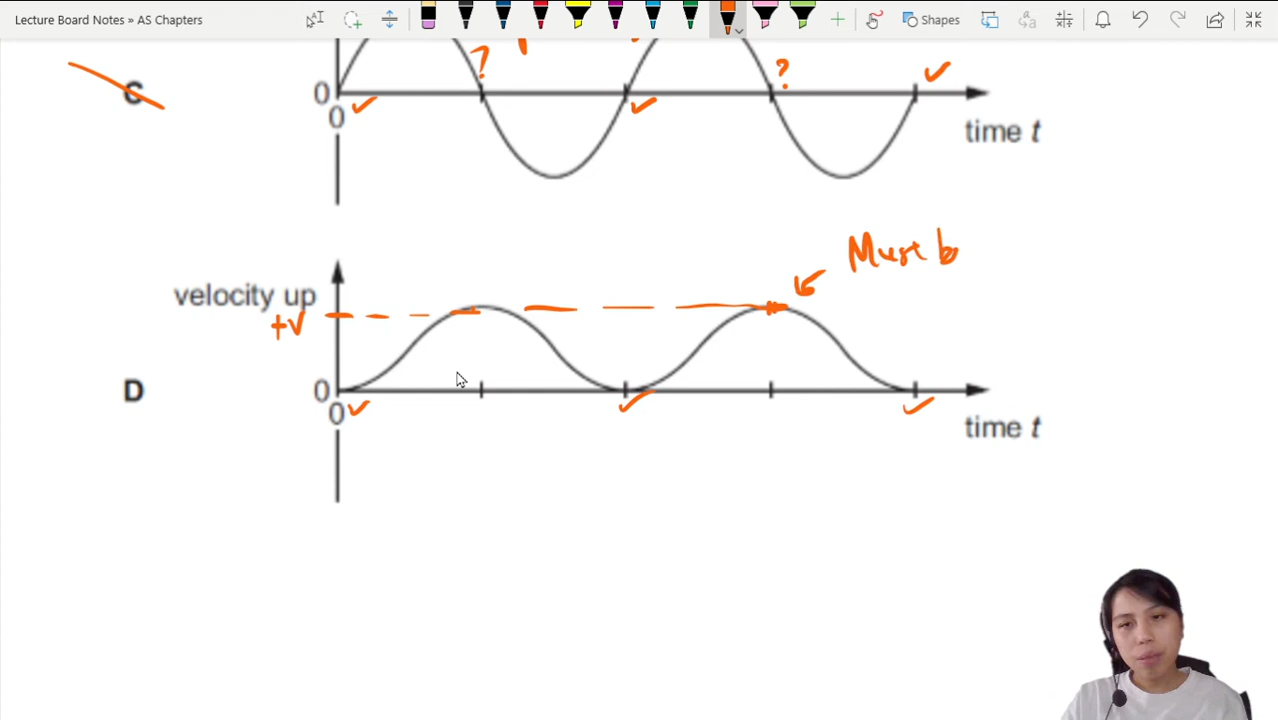 Lecture Board Notes » AS Chapters
Shapes
?
?
C
0
0
time t
Must b
velocity up
+V
D
0
0
time t